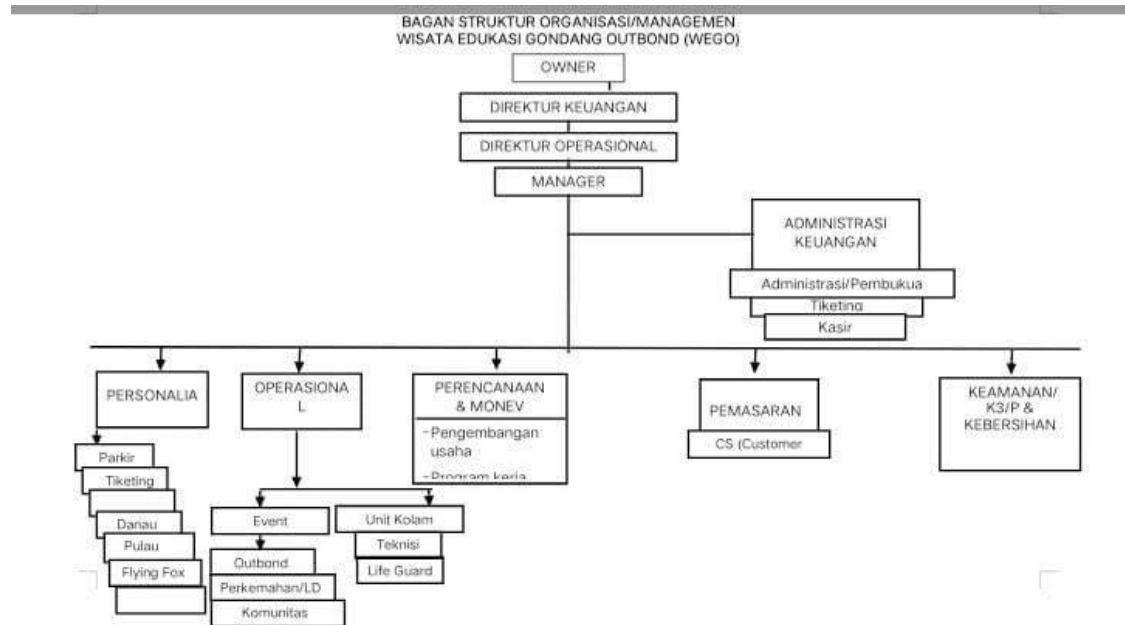 BAGAN STRUKTUR ORGANISASI/MANAGEMEN
WISATA EDUKASI GONDANG OUTBOND (WEGO)
OWNER
DIREKTUR KEUANGAN
DIREKTUR OPERASIONAL
MANAGER
ADMINISTRASI
KEUANGAN
Administrasi/Pembukua
Tiketing
Kasir
PERSONALIA
Parkir
Tiketing
Danau
Pulau
Flying Fox
OPERASIONA
L
Event
Outbond
Perkemahan/LD
Komunitas
Unit Kolam
Teknisi
Life Guard
PERENCANAAN
& MONEV
-Pengembangan
usaha
-Program kerja
PEMASARAN
CS (Customer
KEAMANAN/
K3/P &
KEBERSIHAN